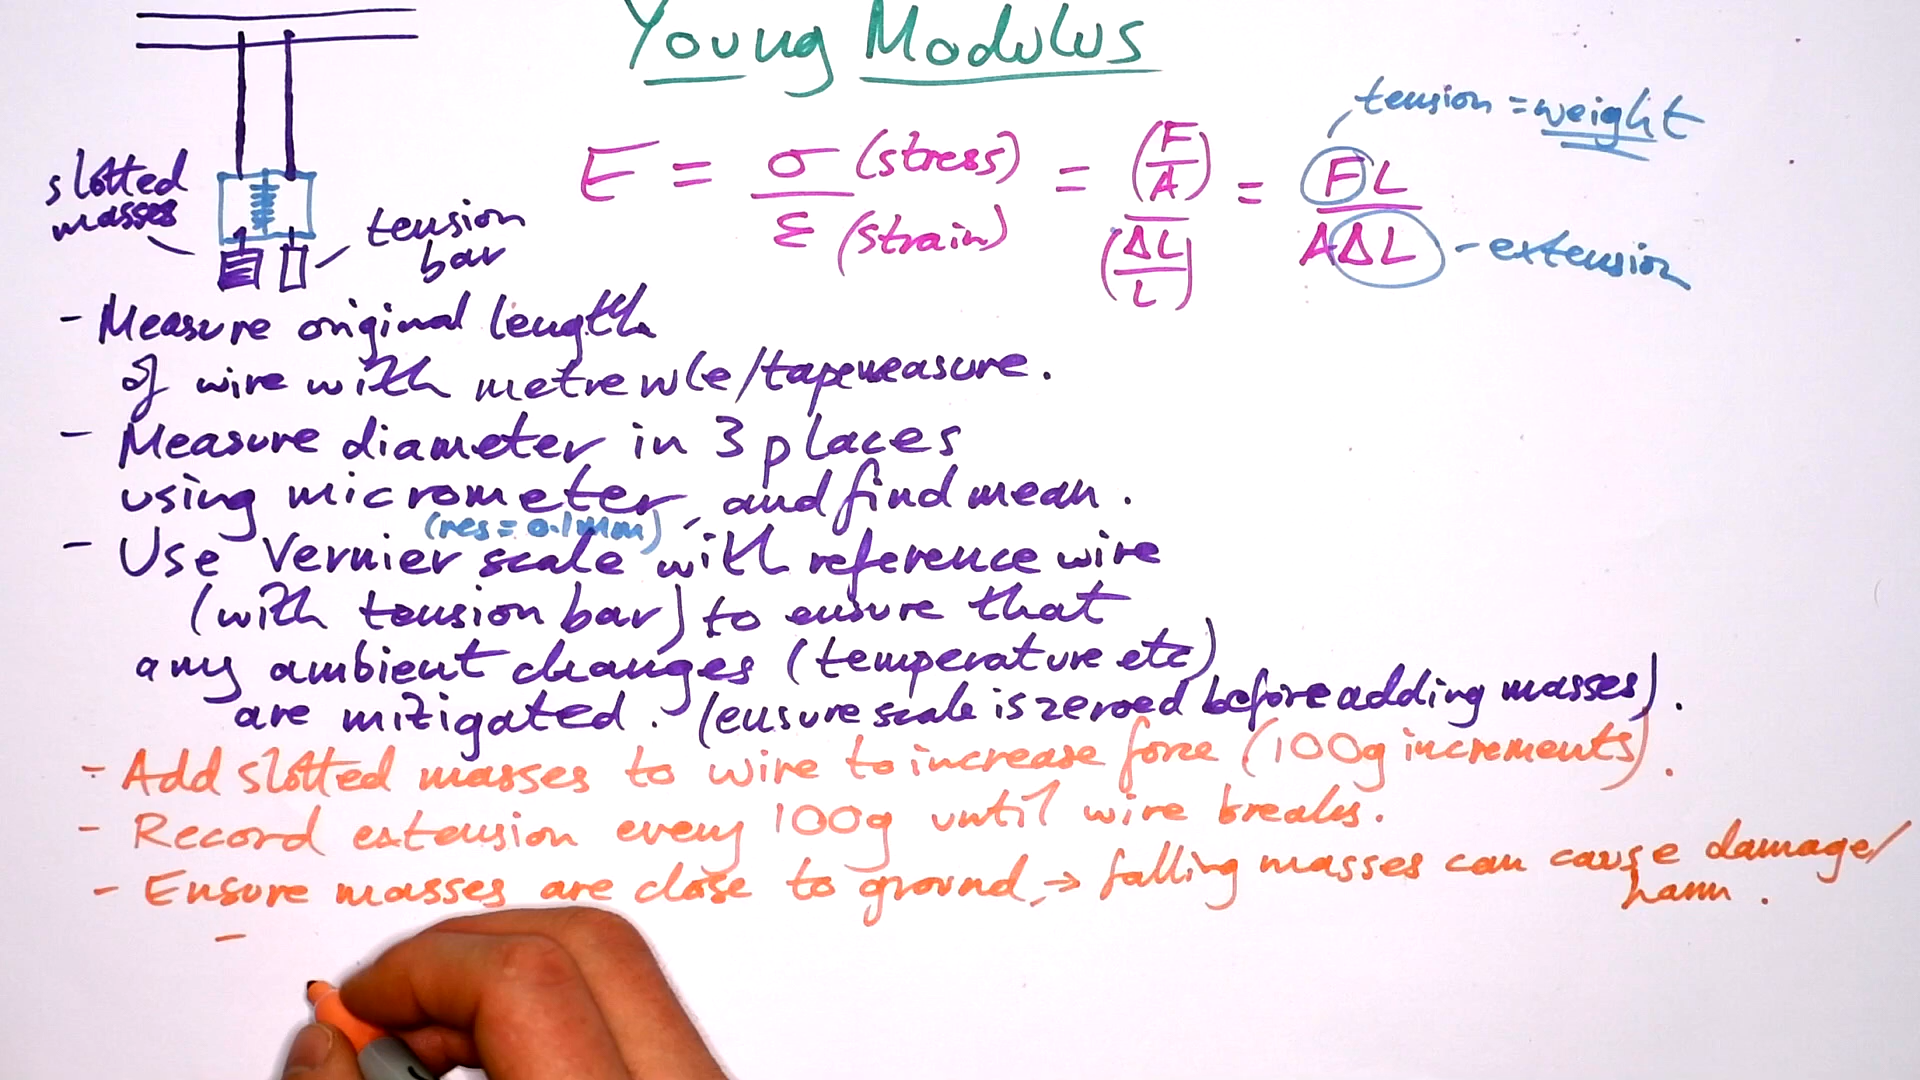 Young Modulus
slotted
masses
tension
bar
E = σ (stress) / ε (strain) = (F/A) / (ΔL/L) = FL / AΔL
tension = weight
- extension
- Measure original length
of wire with metre rule/tapemeasure.
- Measure diameter in 3 places
using micrometer, and find mean.
(res = 0.1mm)
- Use Vernier scale with reference wire
(with tension bar) to ensure that
any ambient changes (temperature etc)
are mitigated. (ensure scale is zeroed before adding masses).
- Add slotted masses to wire to increase force (100g increments).
- Record extension every 100g until wire breaks.
- Ensure masses are close to ground, → falling masses can cause damage/
harm.
-